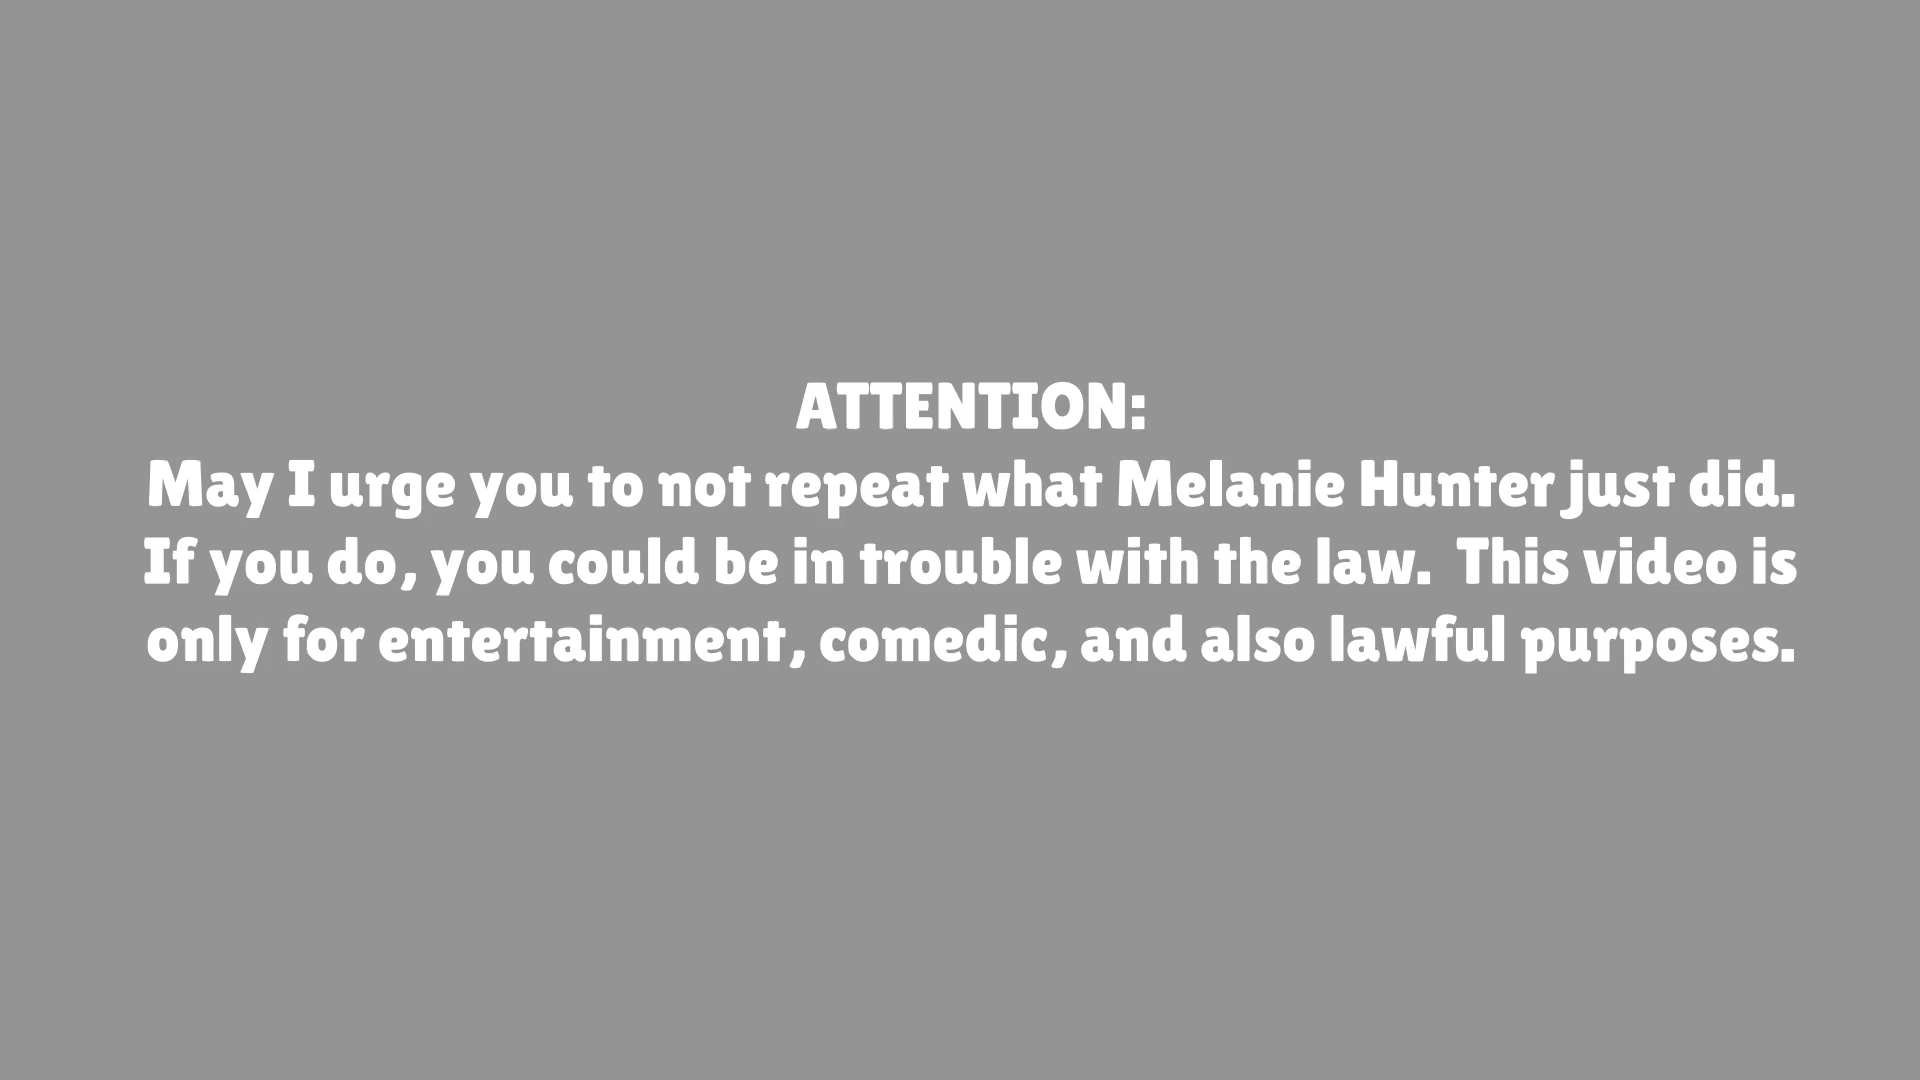 ATTENTION:
May I urge you to not repeat what Melanie Hunter just did.
If you do, you could be in trouble with the law.  This video is
only for entertainment, comedic, and also lawful purposes.